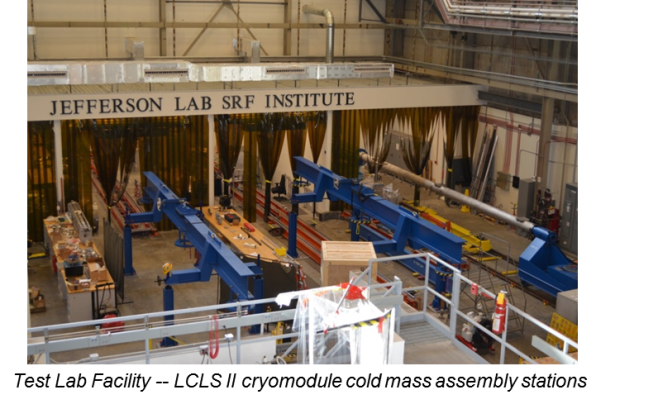 JEFFERSON LAB SRF INSTITUTE
Test Lab Facility -- LCLS II cryomodule cold mass assembly stations